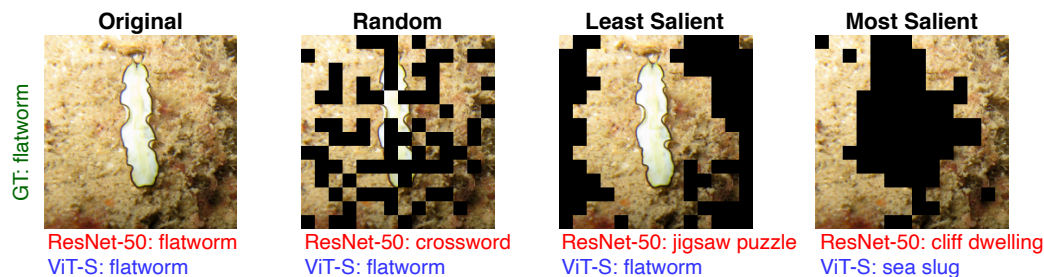 Original
Random
Least Salient
Most Salient
GT: flatworm
ResNet-50: flatworm
ViT-S: flatworm
ResNet-50: crossword
ViT-S: flatworm
ResNet-50: jigsaw puzzle
ViT-S: flatworm
ResNet-50: cliff dwelling
ViT-S: sea slug